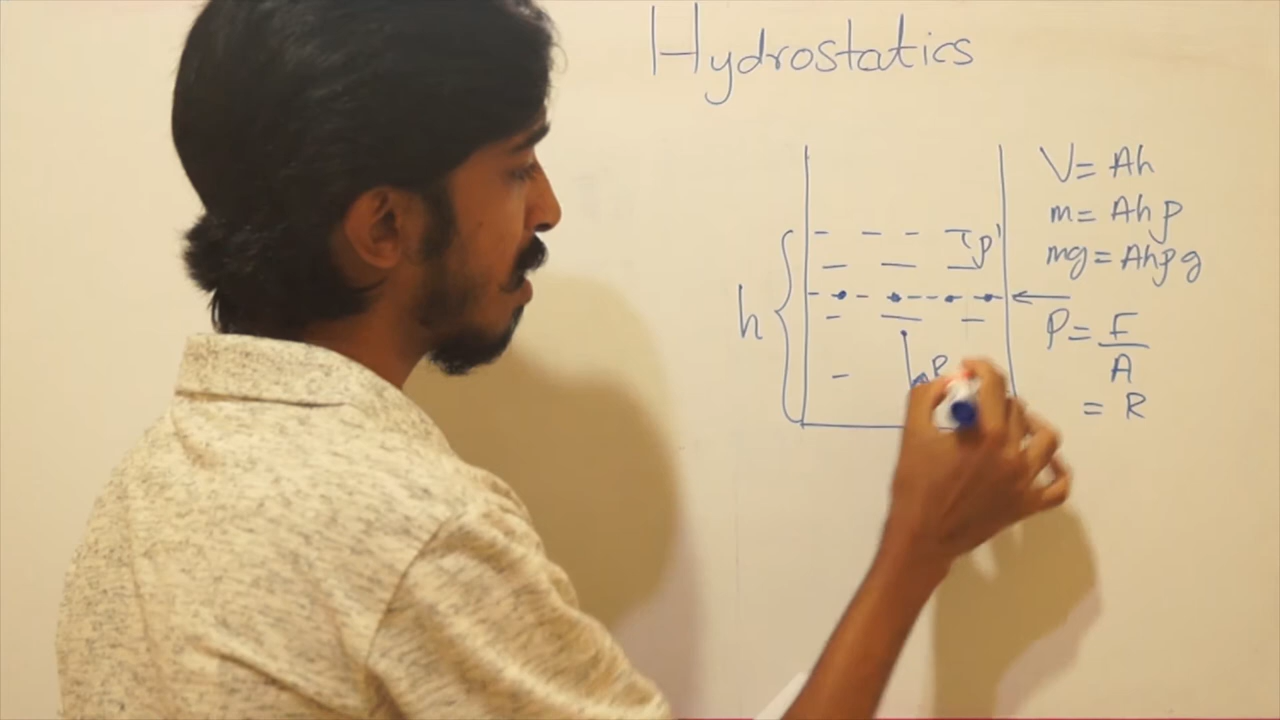 Hydrostatics
V = Ah
m = Ahρ
mg = Ahρg
P = F
A
= R
h
P'
P